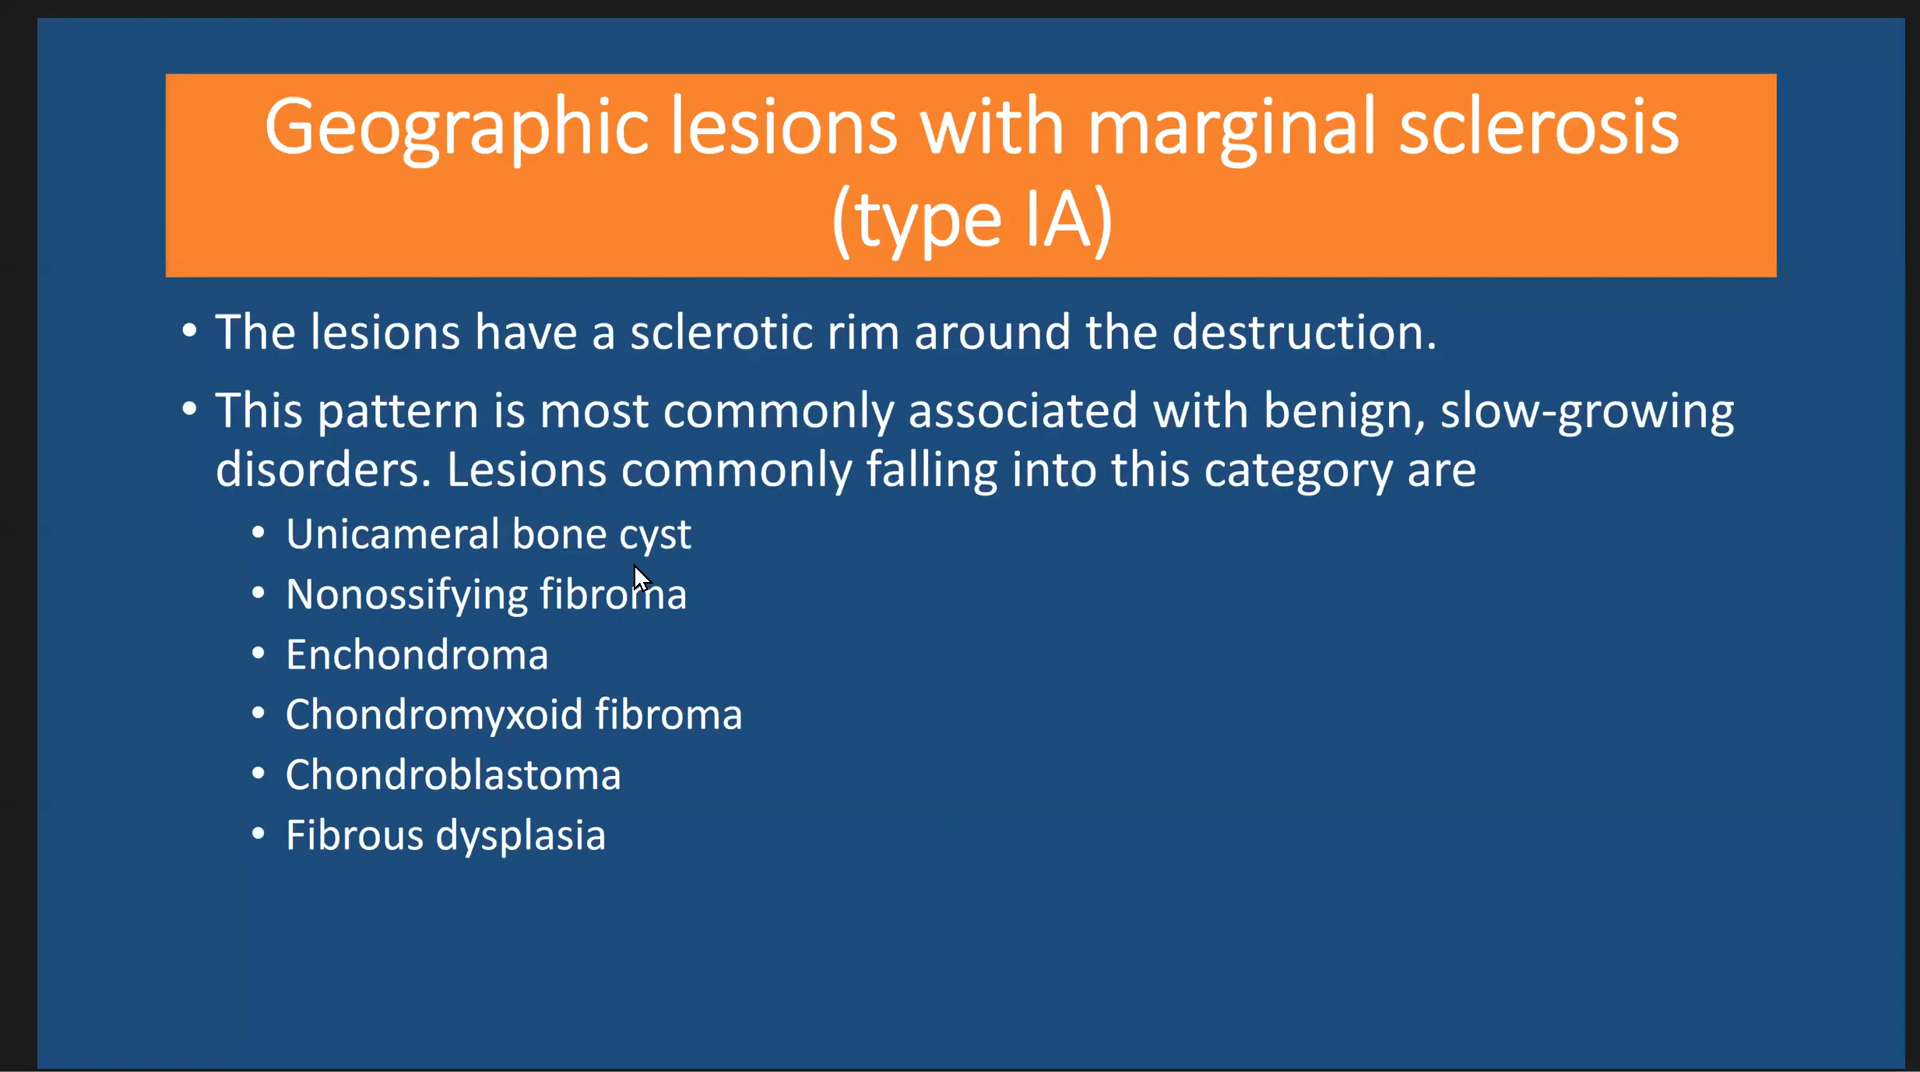 Geographic lesions with marginal sclerosis
(type IA)
• The lesions have a sclerotic rim around the destruction.
• This pattern is most commonly associated with benign, slow-growing
disorders. Lesions commonly falling into this category are
• Unicameral bone cyst
• Nonossifying fibroma
• Enchondroma
• Chondromyxoid fibroma
• Chondroblastoma
• Fibrous dysplasia